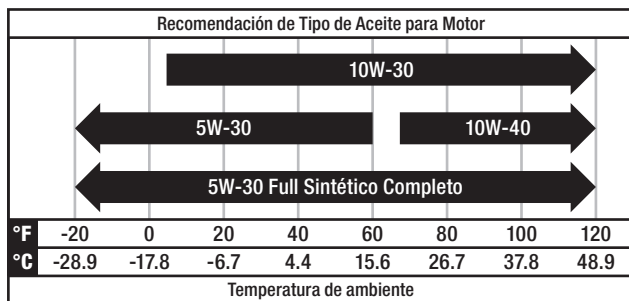 Recomendación de Tipo de Aceite para Motor
10W-30
5W-30 10W-40
5W-30 Full Sintético Completo
°F -20 0 20 40 60 80 100 120
°C -28.9 -17.8 -6.7 4.4 15.6 26.7 37.8 48.9
Temperatura de ambiente